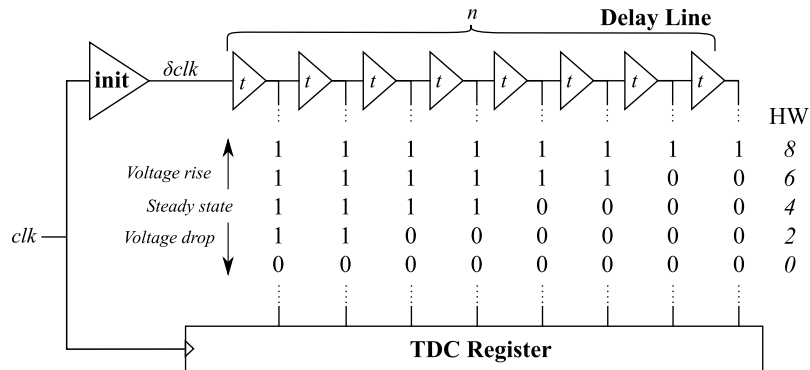 n
Delay Line
init
δclk
t t t t t t t t
HW
1 1 1 1 1 1 1 1 8
Voltage rise
1 1 1 1 1 1 0 0 6
Steady state 1 1 1 1 0 0 0 0 4
clk
Voltage drop 1 1 0 0 0 0 0 0 2
0 0 0 0 0 0 0 0 0
TDC Register